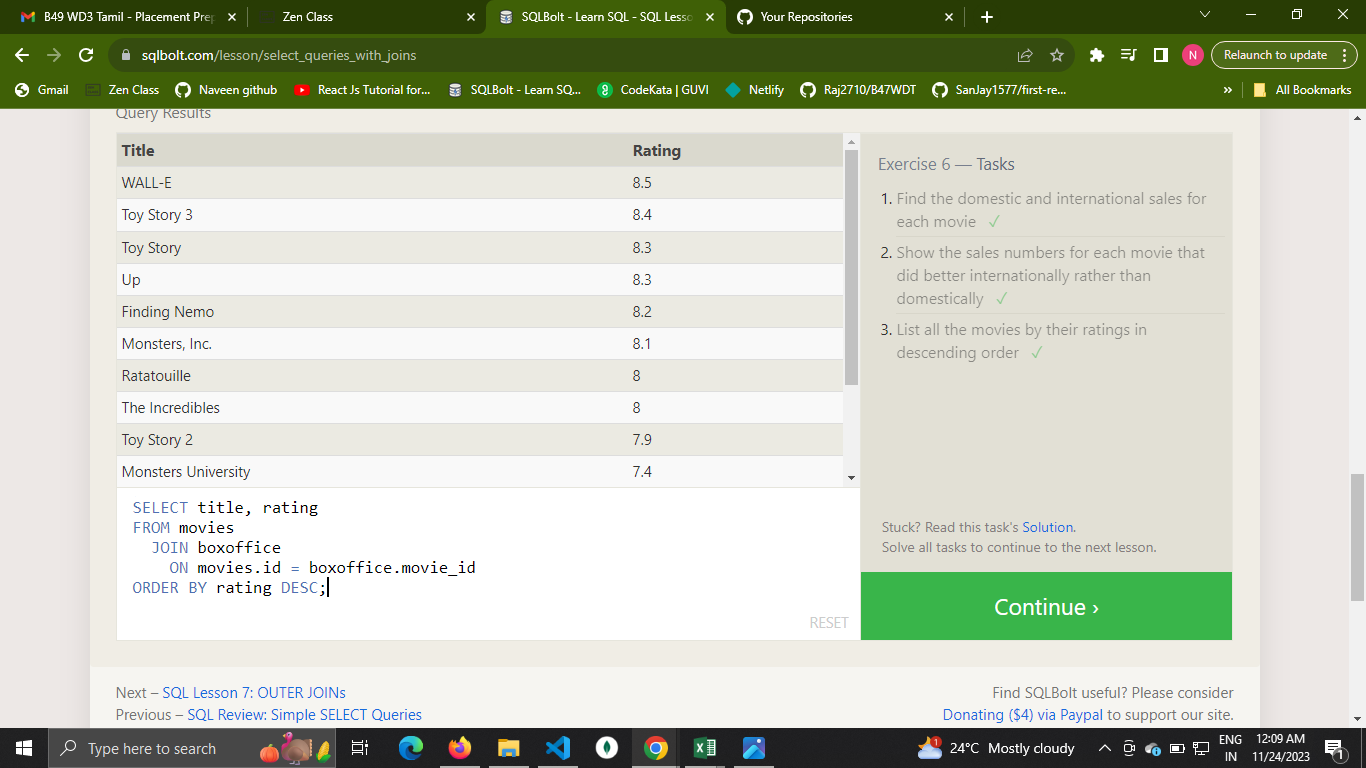 B49 WD3 Tamil - Placement Prep
Zen Class
SQLBolt - Learn SQL - SQL Lesso
Your Repositories
sqlbolt.com/lesson/select_queries_with_joins
N
Relaunch to update
Gmail
Zen Class
Naveen github
React Js Tutorial for...
SQLBolt - Learn SQ...
CodeKata | GUVI
Netlify
Raj2710/B47WDT
SanJay1577/first-re...
»
All Bookmarks
Query Results
Title Rating
WALL-E 8.5
Toy Story 3 8.4
Toy Story 8.3
Up 8.3
Finding Nemo 8.2
Monsters, Inc. 8.1
Ratatouille 8
The Incredibles 8
Toy Story 2 7.9
Monsters University 7.4
SELECT title, rating
FROM movies
JOIN boxoffice
ON movies.id = boxoffice.movie_id
ORDER BY rating DESC;
RESET
Exercise 6 — Tasks
1. Find the domestic and international sales for
each movie ✓
2. Show the sales numbers for each movie that
did better internationally rather than
domestically ✓
3. List all the movies by their ratings in
descending order ✓
Stuck? Read this task's Solution.
Solve all tasks to continue to the next lesson.
Continue ›
Next – SQL Lesson 7: OUTER JOINs
Previous – SQL Review: Simple SELECT Queries
Find SQLBolt useful? Please consider
Donating ($4) via Paypal to support our site.
Type here to search
1
24°C Mostly cloudy
ENG
IN
12:09 AM
11/24/2023
1